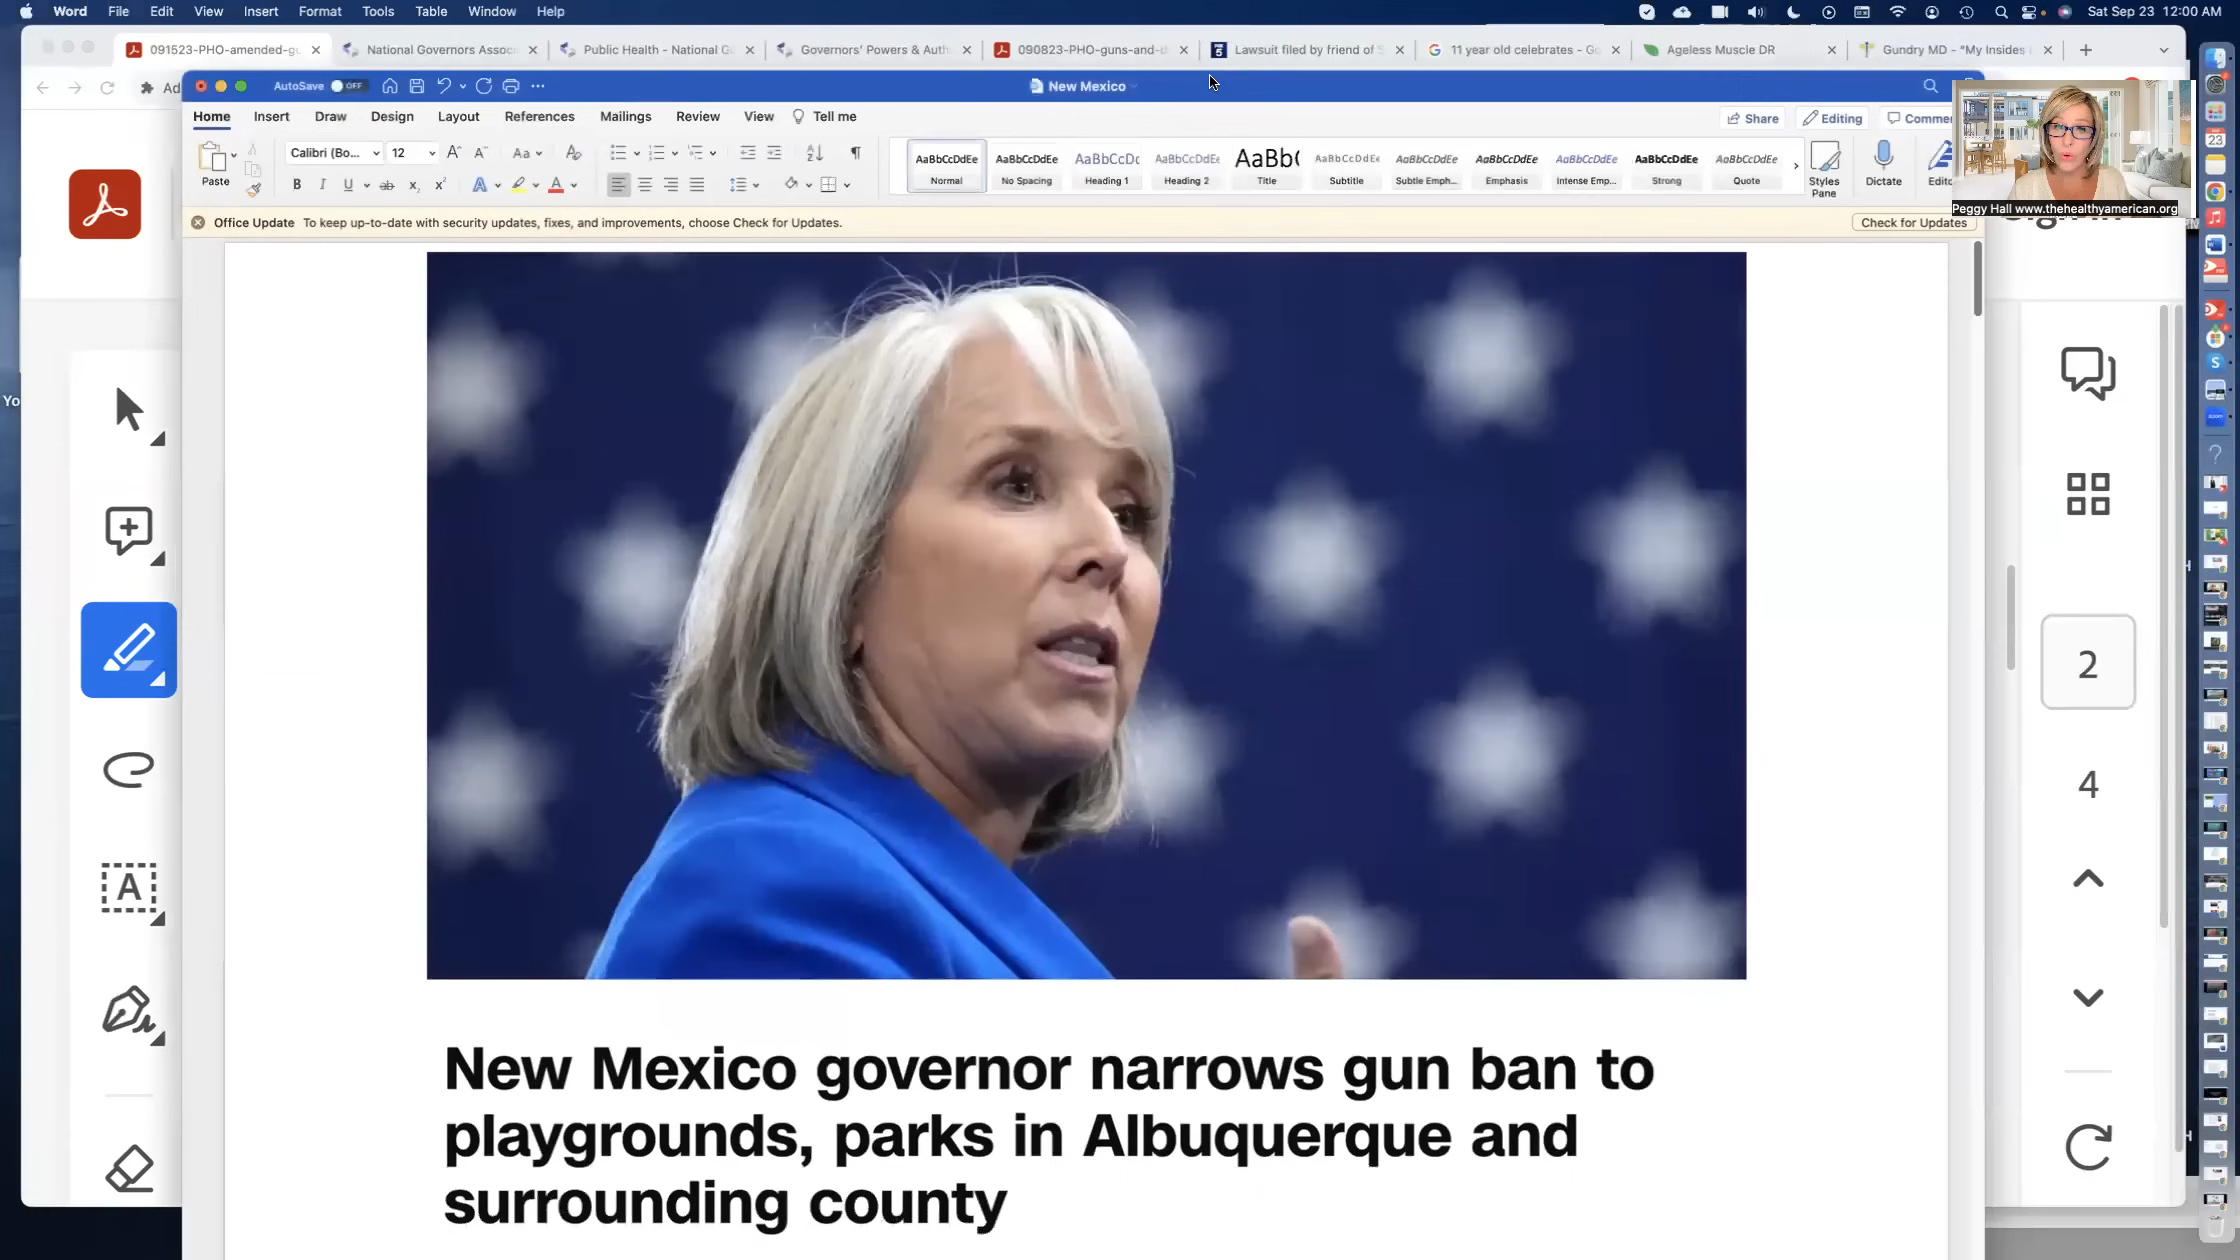 Word File Edit View Insert Format Tools Table Window Help Sat Sep 23 12:00 AM
091523-PHO-amended-gu National Governors Assoc Public Health - National G Governors' Powers & Auth 090823-PHO-guns-and-d Lawsuit filed by friend of 11 year old celebrates - Go Ageless Muscle DR Gundry MD - "My Insides
Ad AutoSave OFF New Mexico
Home Insert Draw Design Layout References Mailings Review View Tell me Share Editing Comme
Calibri (Bo... 12 Aa
AaBbCcDdEe AaBbCcDdEe AaBbCcDc AaBbCcDdEe AaBb( AaBbCcDdEe AaBbCcDdEe AaBbCcDdEe AaBbCcDdEe AaBbCcDdEe AaBbCcDdEe
Paste Normal No Spacing Heading 1 Heading 2 Title Subtitle Subtle Emph... Emphasis Intense Emp... Strong Quote Styles Pane Dictate Edito
Peggy Hall www.thehealthyamerican.org
Office Update To keep up-to-date with security updates, fixes, and improvements, choose Check for Updates. Check for Updates
Yo
2
4
New Mexico governor narrows gun ban to
playgrounds, parks in Albuquerque and
surrounding county